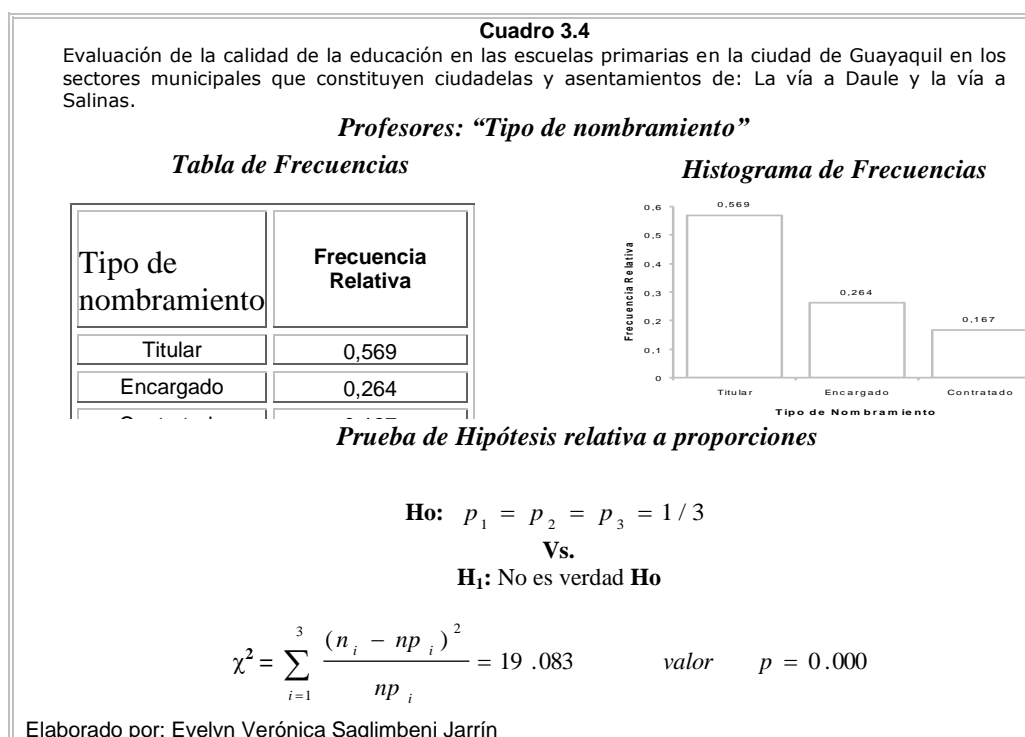 Cuadro 3.4
Evaluación de la calidad de la educación en las escuelas primarias en la ciudad de Guayaquil en los
sectores municipales que constituyen ciudadelas y asentamientos de: La vía a Daule y la vía a
Salinas.
Profesores: “Tipo de nombramiento”
Tabla de Frecuencias
Tipo de
nombramiento
Frecuencia
Relativa
Titular 0,569
Encargado 0,264
Histograma de Frecuencias
Frecuencia Relativa
0,6
0,5
0,4
0,3
0,2
0,1
0
0,569
0,264
0,167
Titular Encargado Contratado
Tipo de Nombramiento
Prueba de Hipótesis relativa a proporciones
Ho: p₁ = p₂ = p₃ = 1 / 3
Vs.
H₁: No es verdad Ho
χ² = ∑ᵢ₌₁³ (nᵢ − npᵢ)² / npᵢ = 19 .083 valor p = 0.000
Elaborado por: Evelyn Verónica Saglimbeni Jarrín